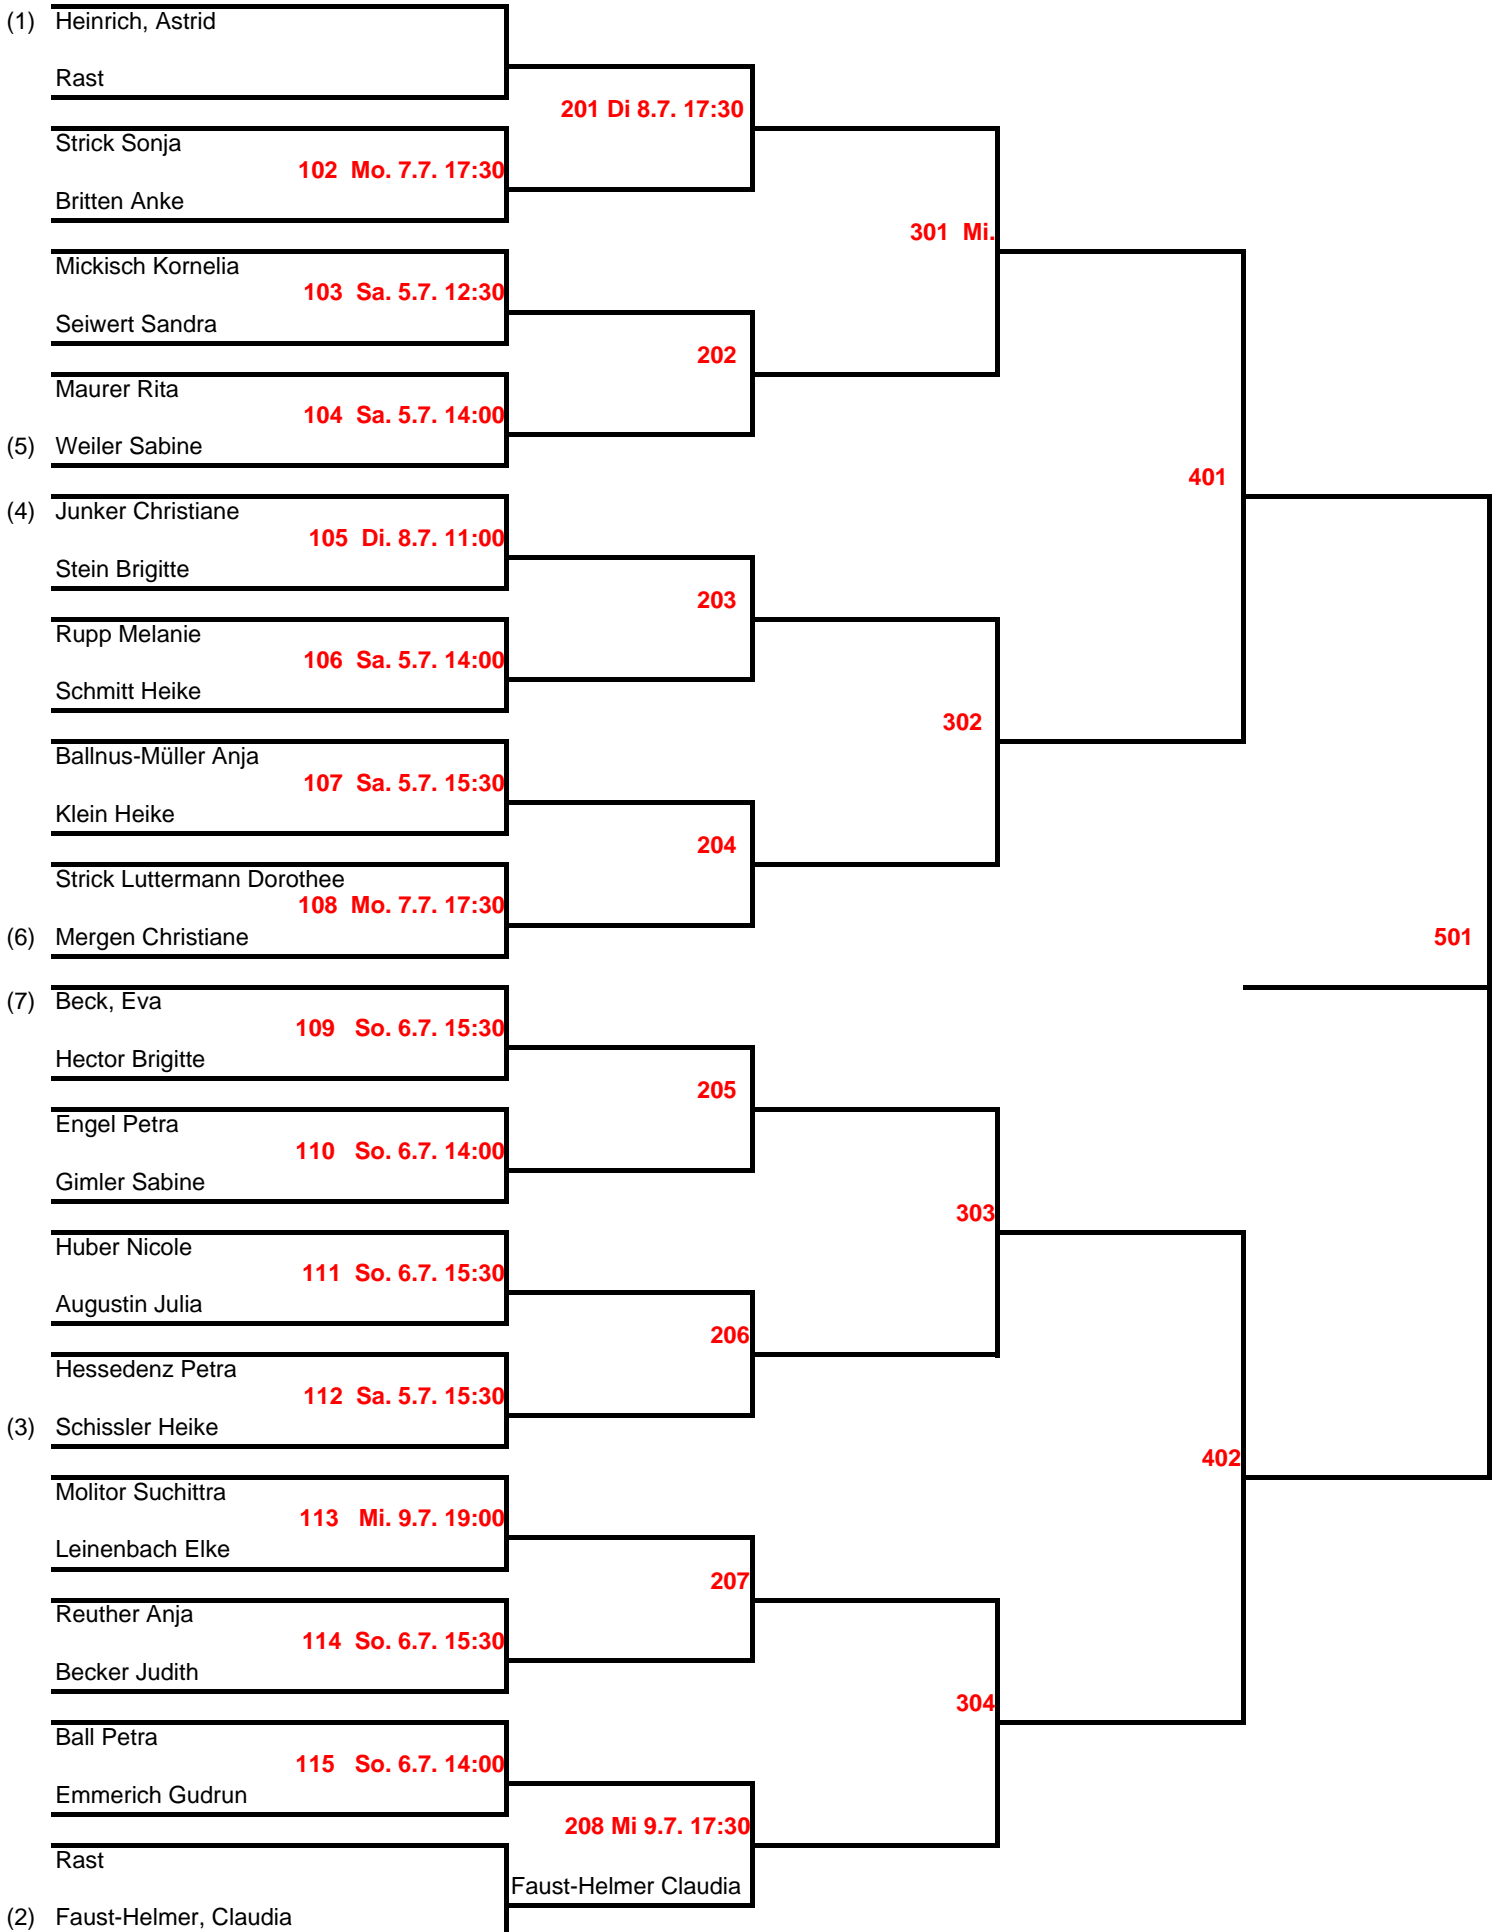 (1) Heinrich, Astrid
Rast
201 Di 8.7. 17:30
Strick Sonja
102 Mo. 7.7. 17:30
Britten Anke
301 Mi.
Mickisch Kornelia
103 Sa. 5.7. 12:30
Seiwert Sandra
202
Maurer Rita
104 Sa. 5.7. 14:00
(5) Weiler Sabine
401
(4) Junker Christiane
105 Di. 8.7. 11:00
Stein Brigitte
203
Rupp Melanie
106 Sa. 5.7. 14:00
Schmitt Heike
302
Ballnus-Müller Anja
107 Sa. 5.7. 15:30
Klein Heike
204
Strick Luttermann Dorothee
108 Mo. 7.7. 17:30
(6) Mergen Christiane
501
(7) Beck, Eva
109 So. 6.7. 15:30
Hector Brigitte
205
Engel Petra
110 So. 6.7. 14:00
Gimler Sabine
303
Huber Nicole
111 So. 6.7. 15:30
Augustin Julia
206
Hessedenz Petra
112 Sa. 5.7. 15:30
(3) Schissler Heike
402
Molitor Suchittra
113 Mi. 9.7. 19:00
Leinenbach Elke
207
Reuther Anja
114 So. 6.7. 15:30
Becker Judith
304
Ball Petra
115 So. 6.7. 14:00
Emmerich Gudrun
208 Mi 9.7. 17:30
Rast
Faust-Helmer Claudia
(2) Faust-Helmer, Claudia